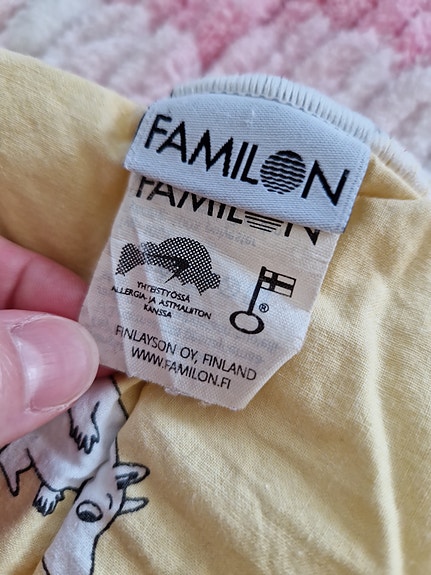 FAMILON
FAMILON
YHTEISTYÖSSÄ
ALLERGIA- JA ASTMALIITON
KANSSA
®
FINLAYSON OY, FINLAND
WWW.FAMILON.FI